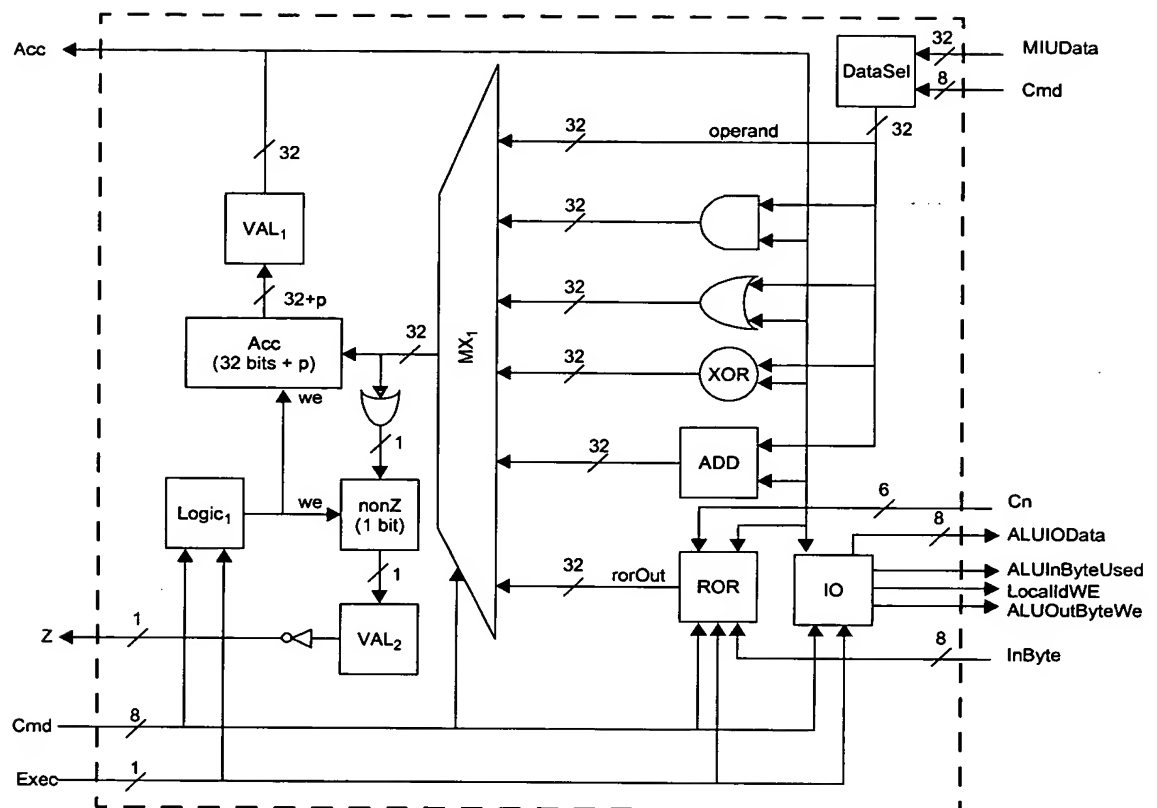 Acc
32
MIUData
DataSel
8
Cmd
32
32
operand
32
VAL1
32
32+p
32
Acc
(32 bits + p)
32
MX1
32
XOR
we
1
32
ADD
Logic1
we
nonZ
(1 bit)
6
Cn
8
ALUIOData
1
32
rorOut
ROR
IO
ALUInByteUsed
LocalIdWE
ALUOutByteWe
Z
1
VAL2
8
InByte
Cmd
8
Exec
1